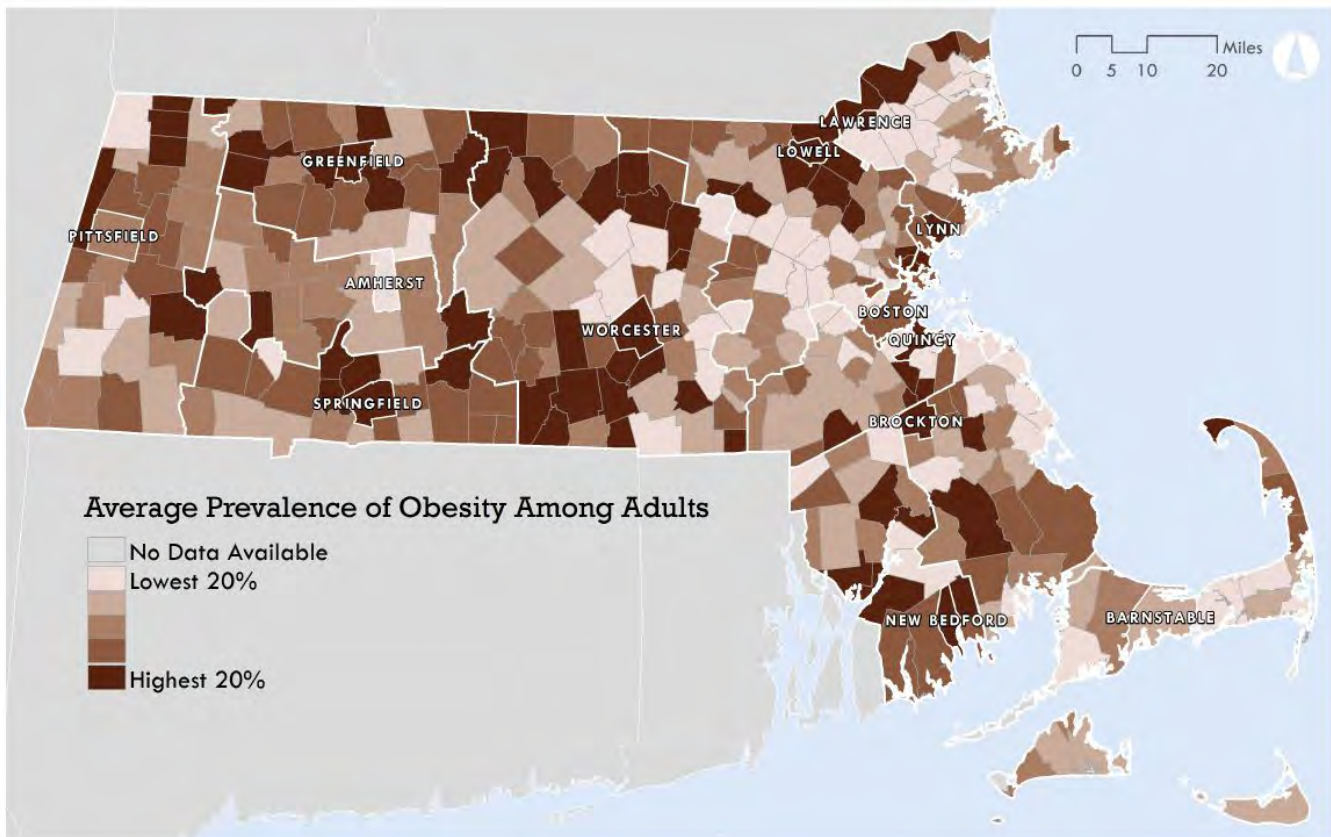 Miles
0 5 10 20
LAWRENCE
LOWELL
GREENFIELD
LYNN
PITTSFIELD
AMHERST
BOSTON
WORCESTER
QUINCY
SPRINGFIELD
BROCKTON
Average Prevalence of Obesity Among Adults
No Data Available
Lowest 20%
Highest 20%
NEW BEDFORD
BARNSTABLE